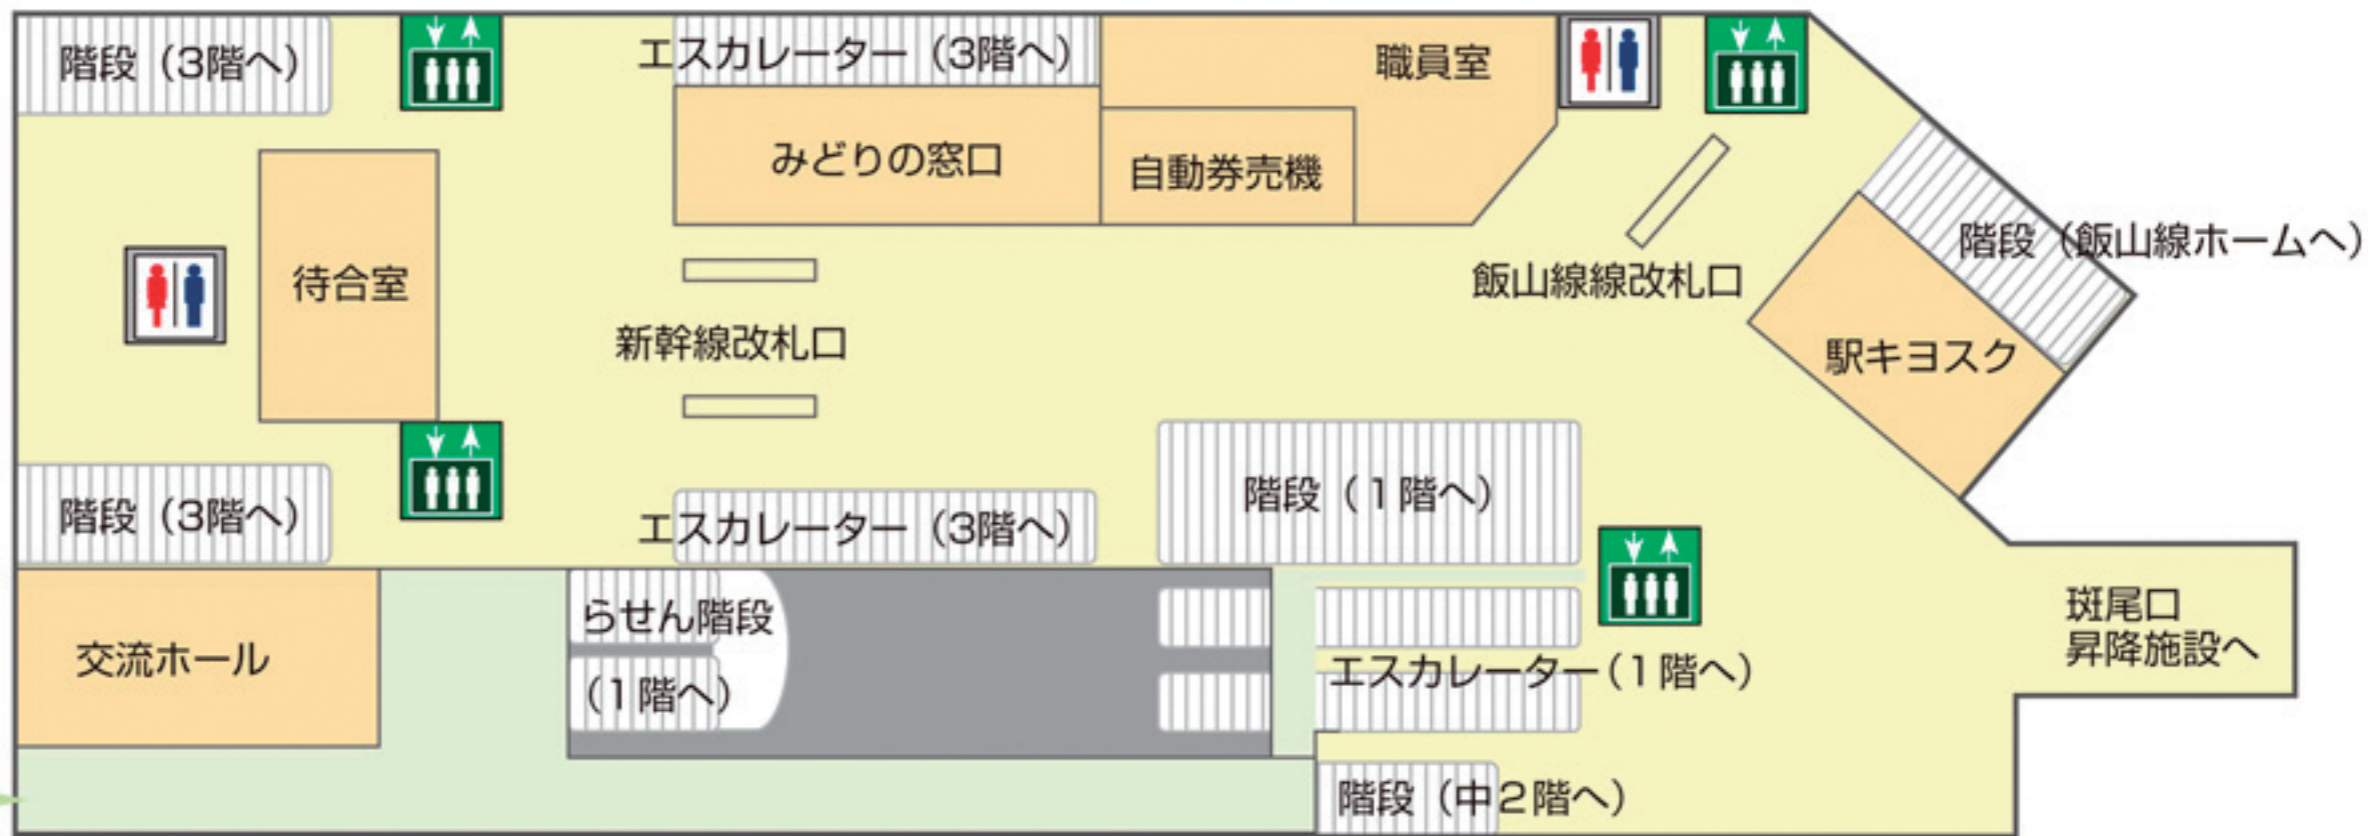 階段（3階へ）
エスカレーター（3階へ）
職員室
みどりの窓口
自動券売機
階段（飯山線ホームへ）
待合室
飯山線線改札口
新幹線改札口
駅キヨスク
階段（3階へ）
エスカレーター（3階へ）
階段（１階へ）
交流ホール
らせん階段
（１階へ）
エスカレーター（１階へ）
斑尾口
昇降施設へ
階段（中２階へ）